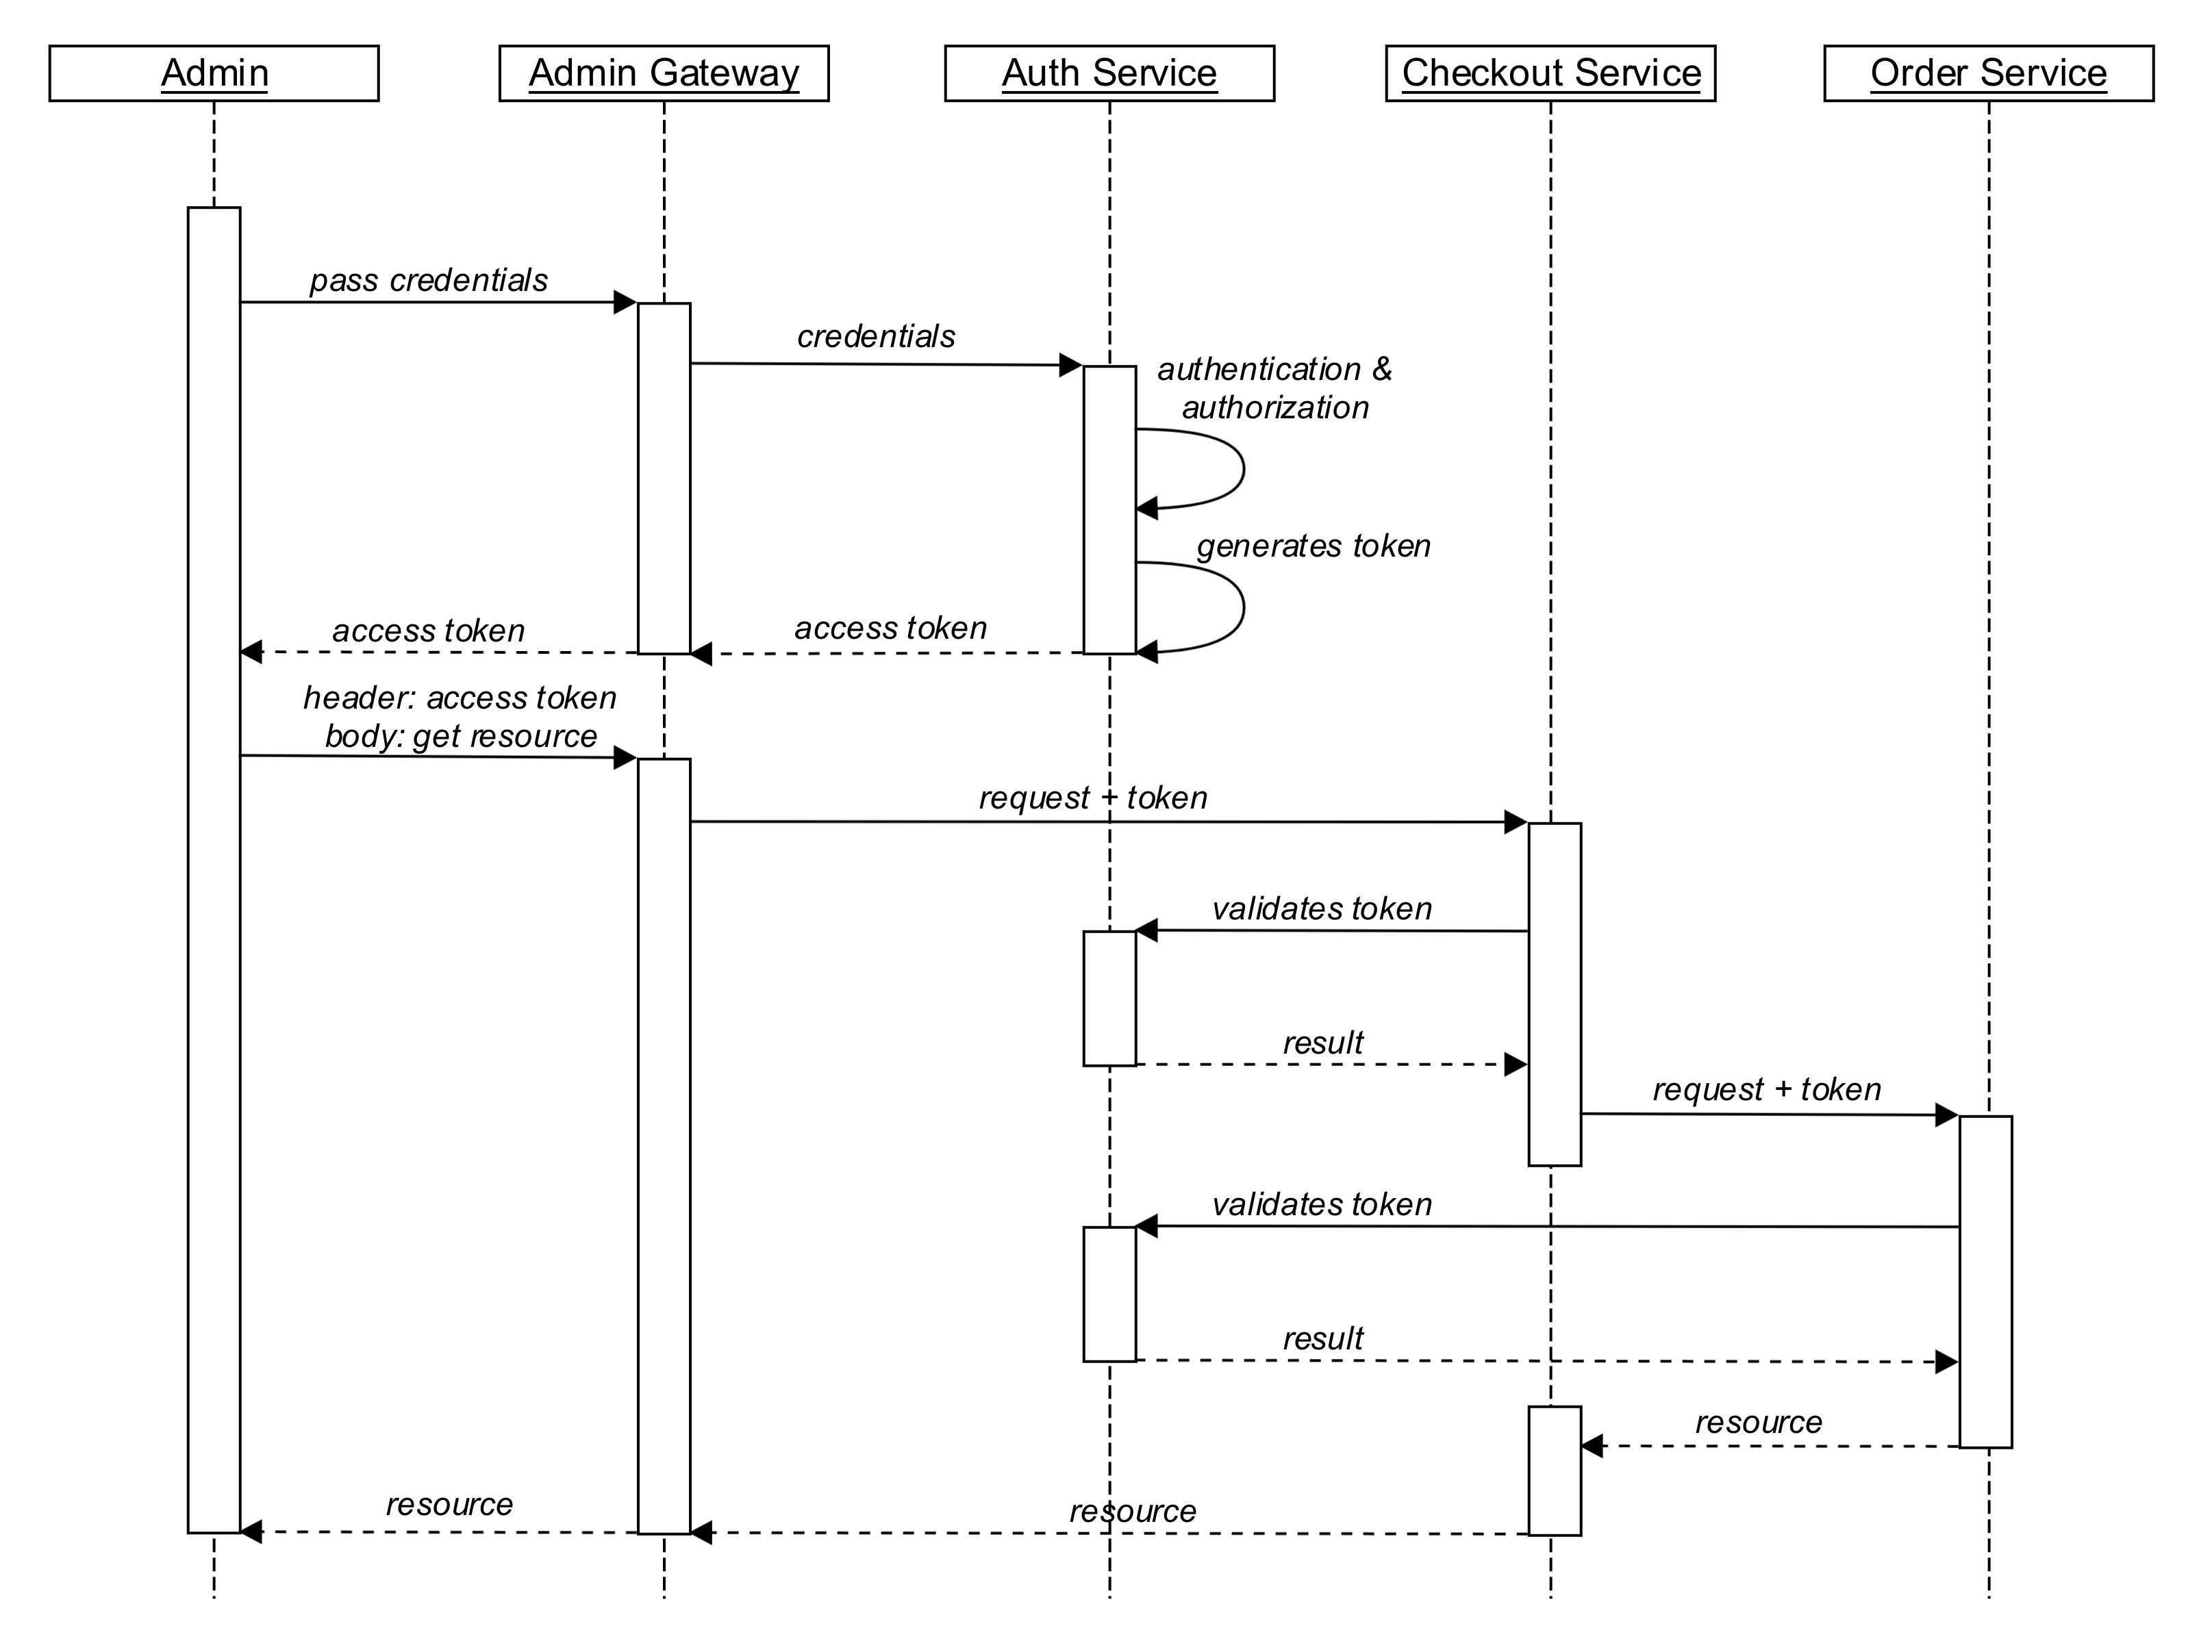 Admin
Admin Gateway
Auth Service
Checkout Service
Order Service
pass credentials
credentials
authentication &
authorization
generates token
access token
access token
header: access token
body: get resource
request + token
validates token
result
request + token
validates token
result
resource
resource
resource